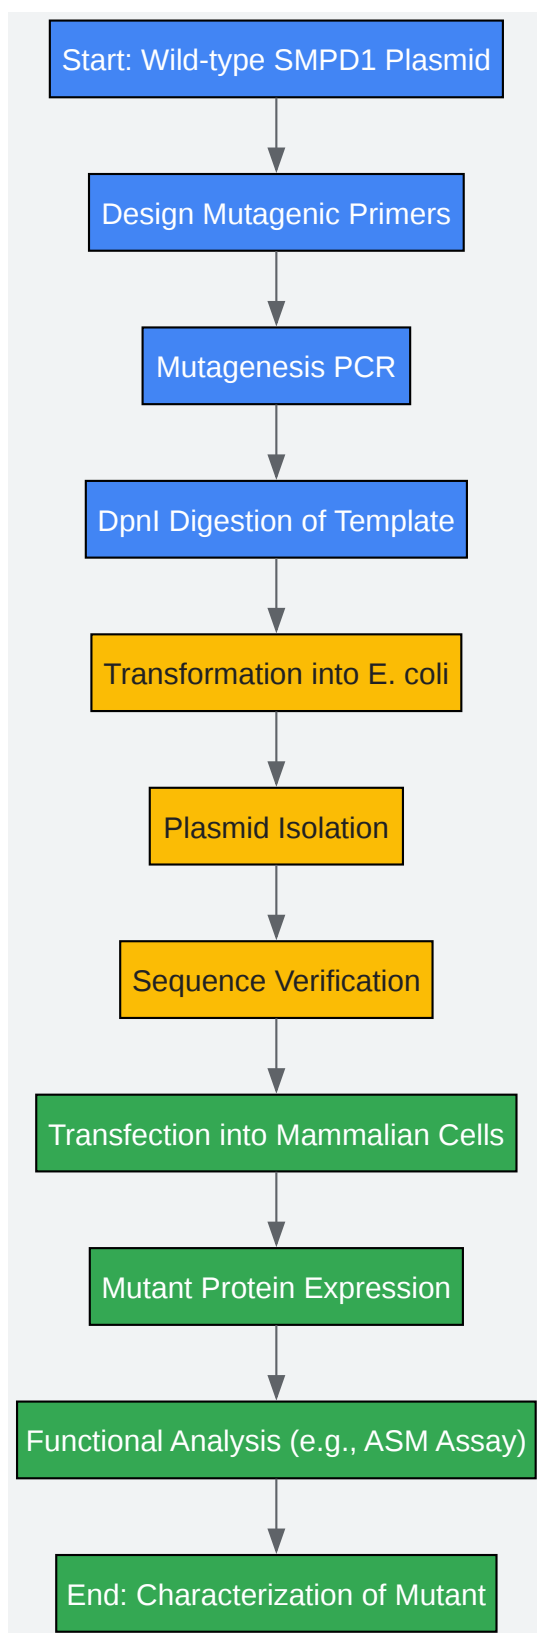 Start: Wild-type SMPD1 Plasmid
Design Mutagenic Primers
Mutagenesis PCR
DpnI Digestion of Template
Transformation into E. coli
Plasmid Isolation
Sequence Verification
Transfection into Mammalian Cells
Mutant Protein Expression
Functional Analysis (e.g., ASM Assay)
End: Characterization of Mutant